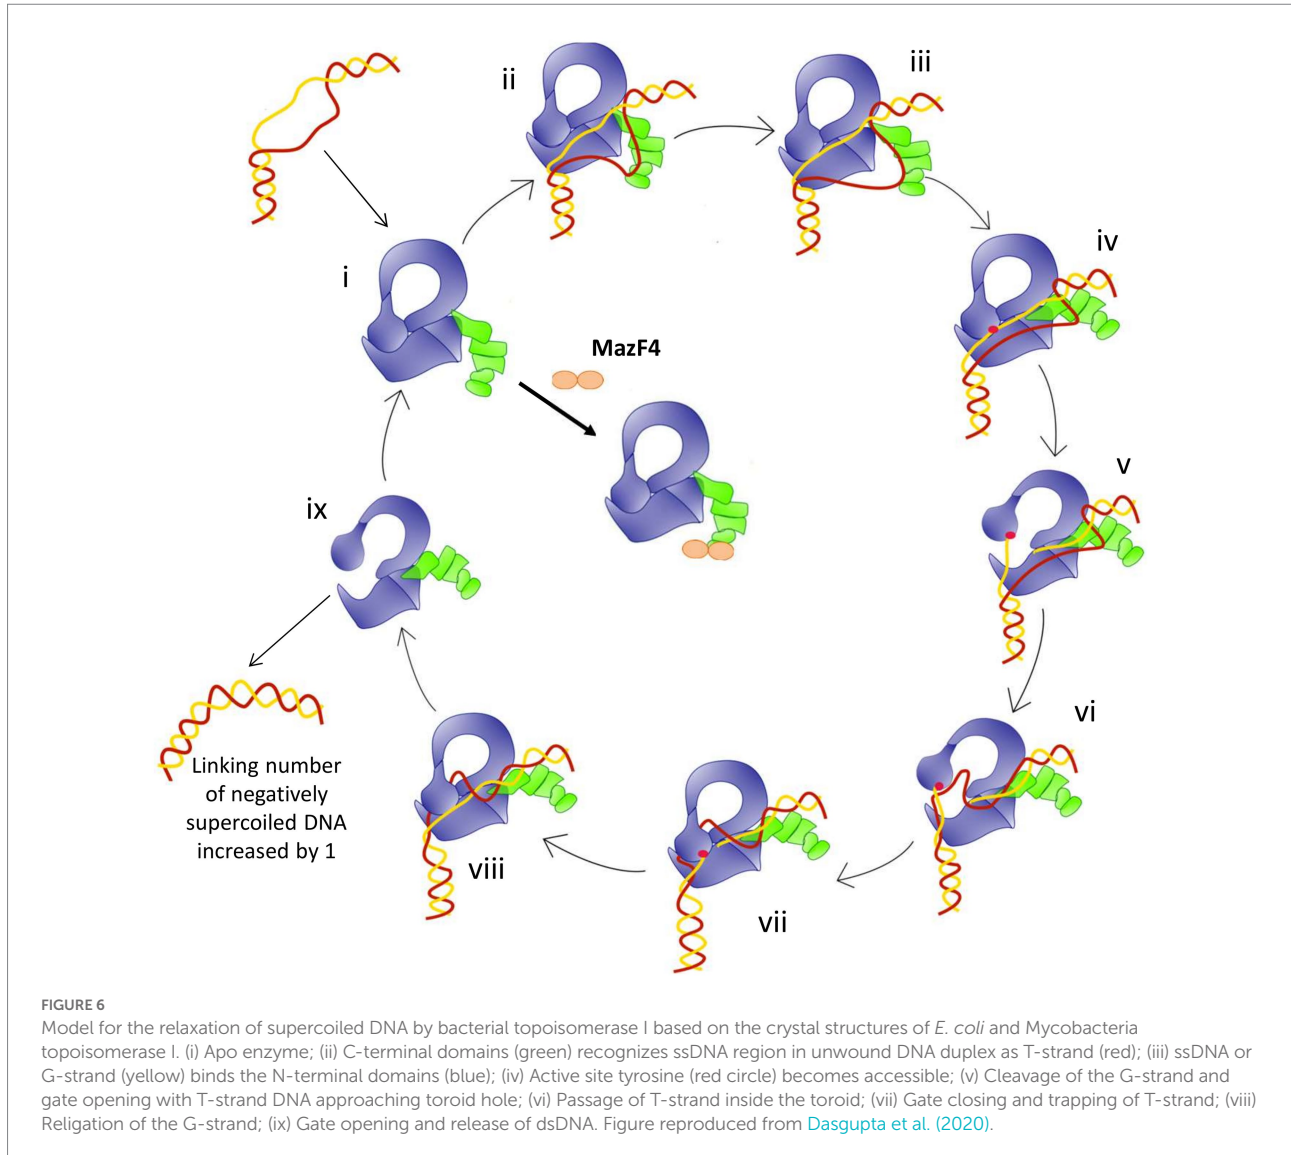 ii
iii
i
iv
MazF4
v
ix
vi
Linking number
of negatively
supercoiled DNA
increased by 1
viii
vii
FIGURE 6
Model for the relaxation of supercoiled DNA by bacterial topoisomerase I based on the crystal structures of E. coli and Mycobacteria
topoisomerase I. (i) Apo enzyme; (ii) C-terminal domains (green) recognizes ssDNA region in unwound DNA duplex as T-strand (red); (iii) ssDNA or
G-strand (yellow) binds the N-terminal domains (blue); (iv) Active site tyrosine (red circle) becomes accessible; (v) Cleavage of the G-strand and
gate opening with T-strand DNA approaching toroid hole; (vi) Passage of T-strand inside the toroid; (vii) Gate closing and trapping of T-strand; (viii)
Religation of the G-strand; (ix) Gate opening and release of dsDNA. Figure reproduced from Dasgupta et al. (2020).